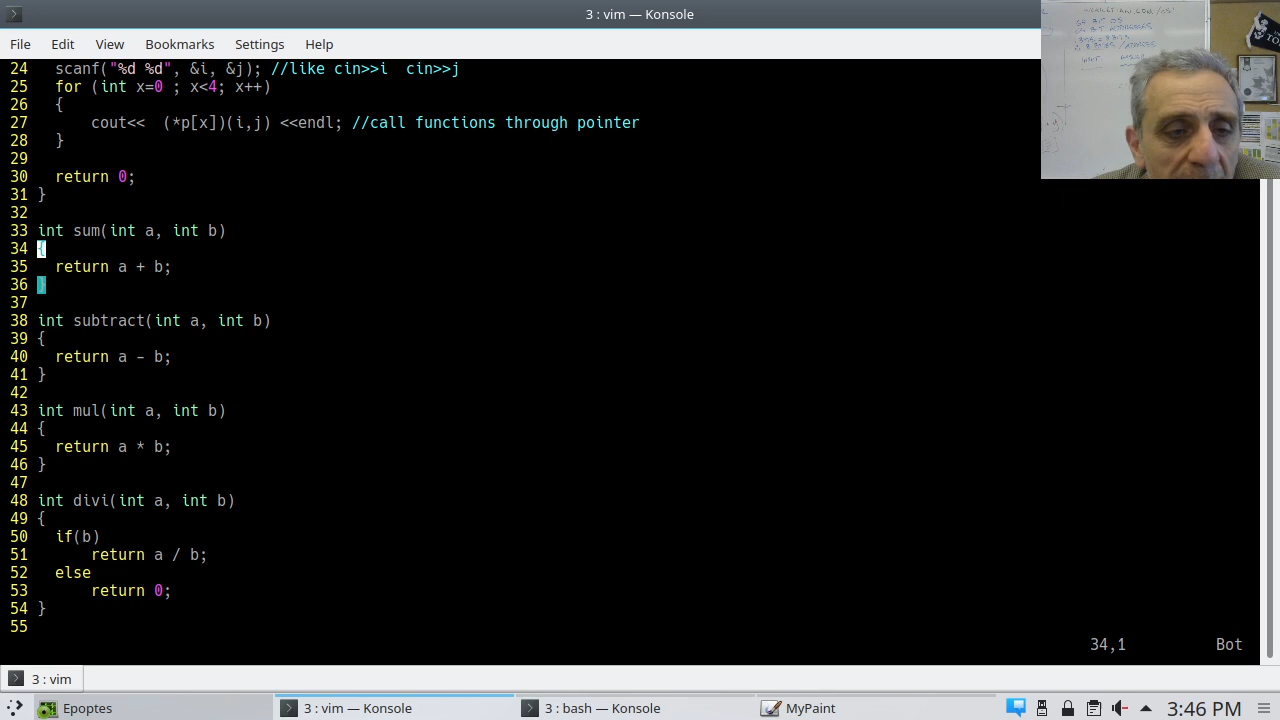 3 : vim — Konsole
File Edit View Bookmarks Settings Help
24 scanf("%d %d", &i, &j); //like cin>>i  cin>>j
25 for (int x=0 ; x<4; x++)
26 {
27 cout<<  (*p[x])(i,j) <<endl; //call functions through pointer
28 }
29
30 return 0;
31 }
32
33 int sum(int a, int b)
34 {
35 return a + b;
36 }
37
38 int subtract(int a, int b)
39 {
40 return a - b;
41 }
42
43 int mul(int a, int b)
44 {
45 return a * b;
46 }
47
48 int divi(int a, int b)
49 {
50 if(b)
51 return a / b;
52 else
53 return 0;
54 }
55
34,1 Bot
3 : vim
Epoptes 3 : vim — Konsole 3 : bash — Konsole MyPaint 3:46 PM